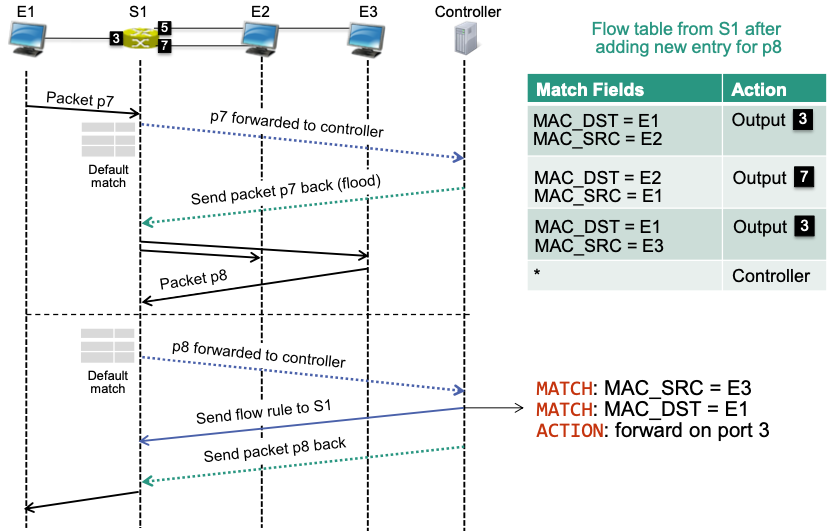 E1
S1
E2
E3
Controller
3
5
7
Packet p7
p7 forwarded to controller
Default
match
Send packet p7 back (flood)
Packet p8
p8 forwarded to controller
Default
match
Send flow rule to S1
Send packet p8 back
Flow table from S1 after
adding new entry for p8
Match Fields
Action
MAC_DST = E1
MAC_SRC = E2
Output 3
MAC_DST = E2
MAC_SRC = E1
Output 7
MAC_DST = E1
MAC_SRC = E3
Output 3
*
Controller
MATCH: MAC_SRC = E3
MATCH: MAC_DST = E1
ACTION: forward on port 3